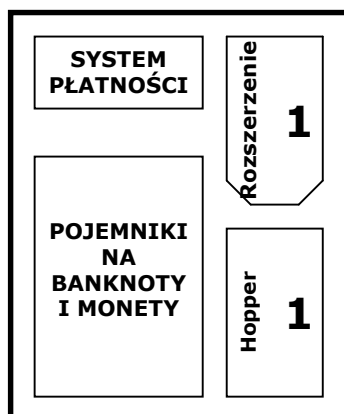 SYSTEM
PŁATNOŚCI
Rozszerzenie
1
POJEMNIKI
NA
BANKNOTY
I MONETY
Hopper
1